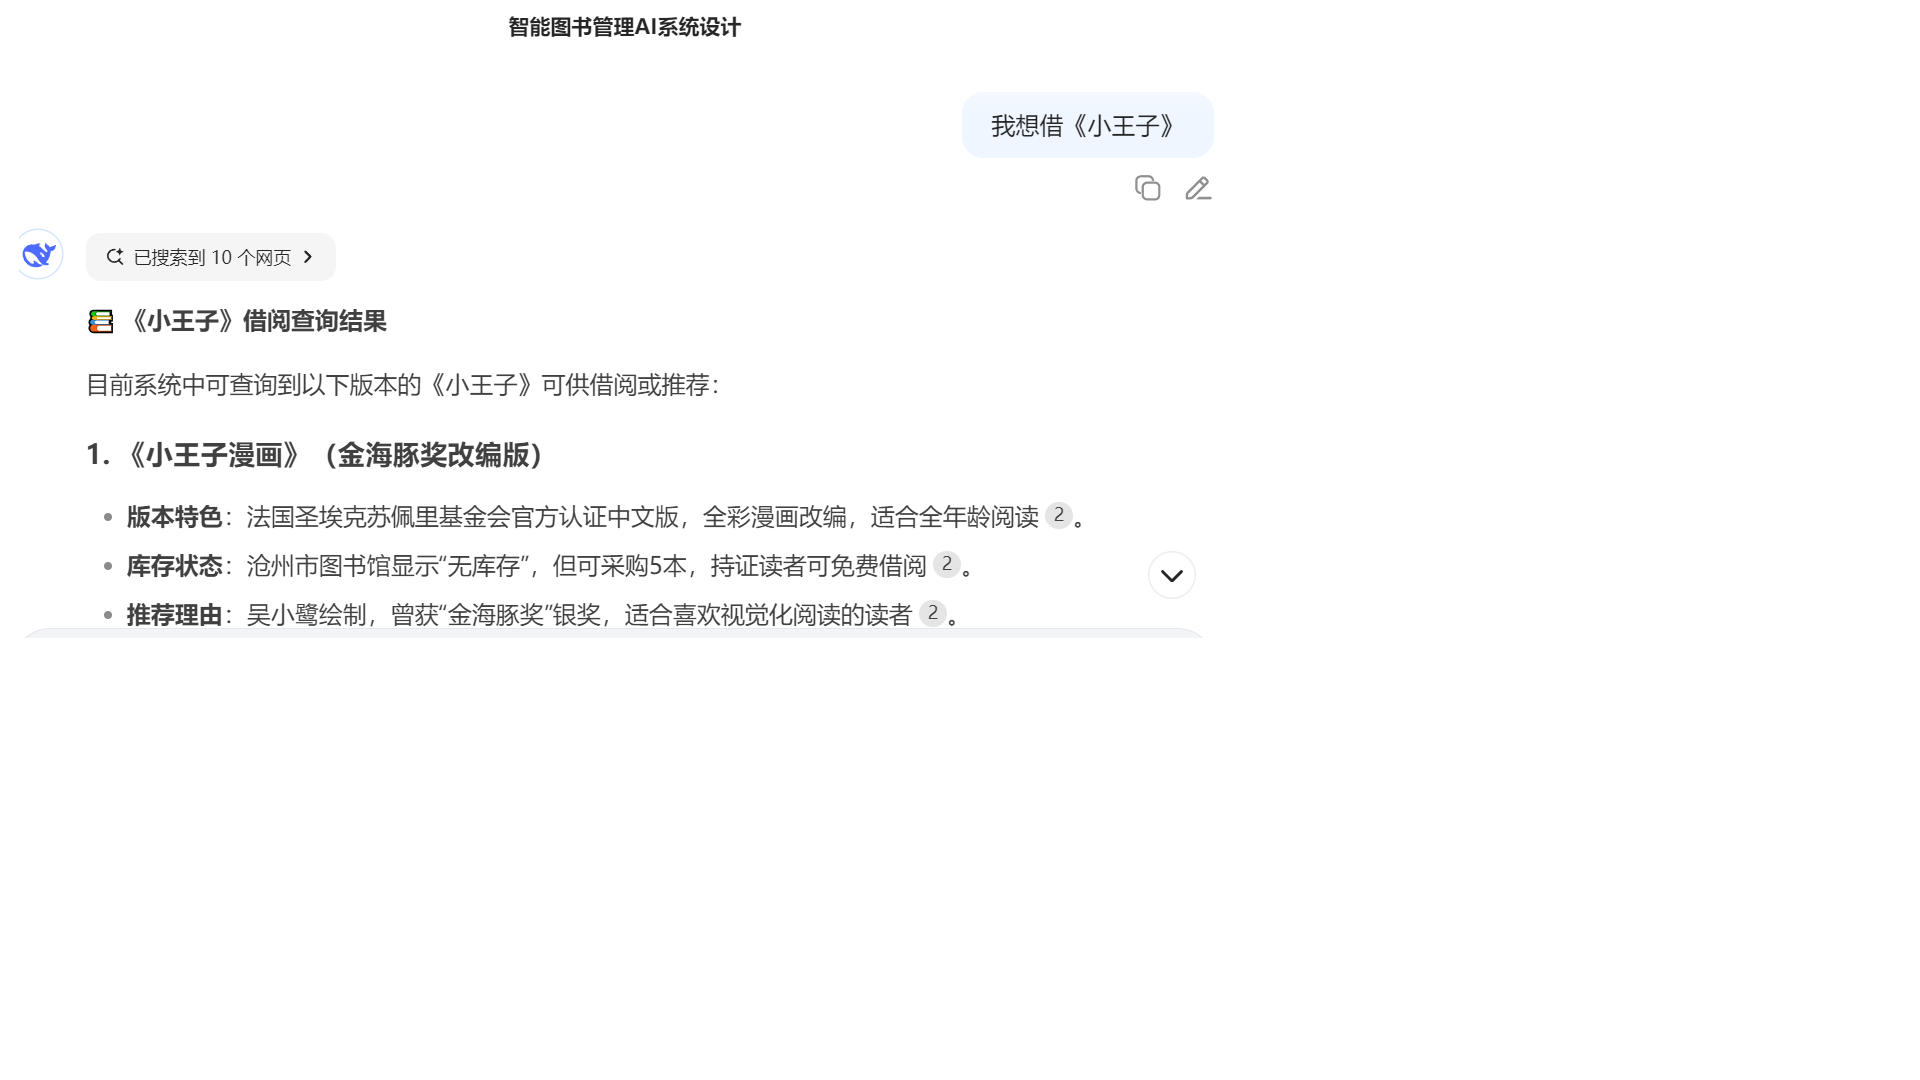 智能图书管理AI系统设计
我想借《小王子》
已搜索到 10 个网页
《小王子》借阅查询结果
目前系统中可查询到以下版本的《小王子》可供借阅或推荐：
1. 《小王子漫画》（金海豚奖改编版）
版本特色：法国圣埃克苏佩里基金会官方认证中文版，全彩漫画改编，适合全年龄阅读 2 。
库存状态：沧州市图书馆显示“无库存”，但可采购5本，持证读者可免费借阅 2 。
推荐理由：吴小鹭绘制，曾获“金海豚奖”银奖，适合喜欢视觉化阅读的读者 2 。